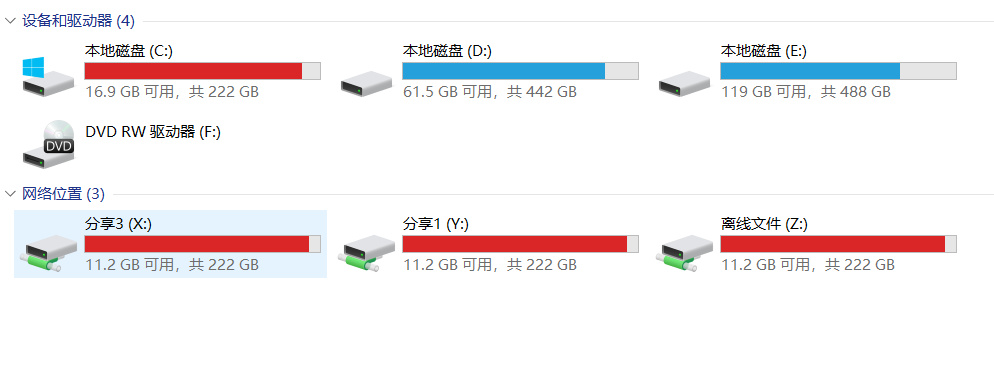 设备和驱动器 (4)
本地磁盘 (C:)
16.9 GB 可用，共 222 GB
本地磁盘 (D:)
61.5 GB 可用，共 442 GB
本地磁盘 (E:)
119 GB 可用，共 488 GB
DVD
DVD RW 驱动器 (F:)
网络位置 (3)
分享3 (X:)
11.2 GB 可用，共 222 GB
分享1 (Y:)
11.2 GB 可用，共 222 GB
离线文件 (Z:)
11.2 GB 可用，共 222 GB